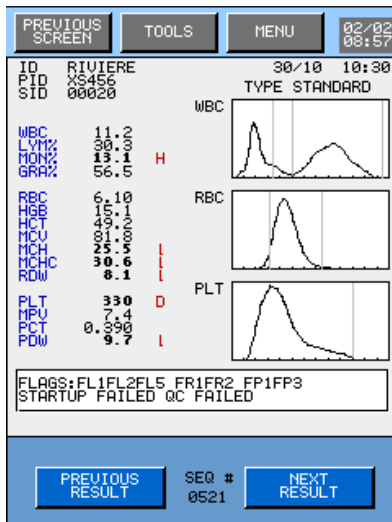 PREVIOUS SCREEN
TOOLS
MENU
02/02 08:57
ID RIVIERE 30/10 10:30
PID XS456 TYPE STANDARD
SID 00020
WBC
WBC 11.2
LYM% 30.3
MON% 13.1 H
GRA% 56.5
RBC 6.10 RBC
HGB 15.1
HCT 49.2
MCV 81.8
MCH 25.5 l
MCHC 30.6 l
RDW 8.1 l
PLT
PLT 330 D
MPV 7.4
PCT 0.390
PDW 9.7 l
FLAGS:FL1FL2FL5 FR1FR2 FP1FP3
STARTUP FAILED QC FAILED
PREVIOUS RESULT
SEQ # 0521
NEXT RESULT